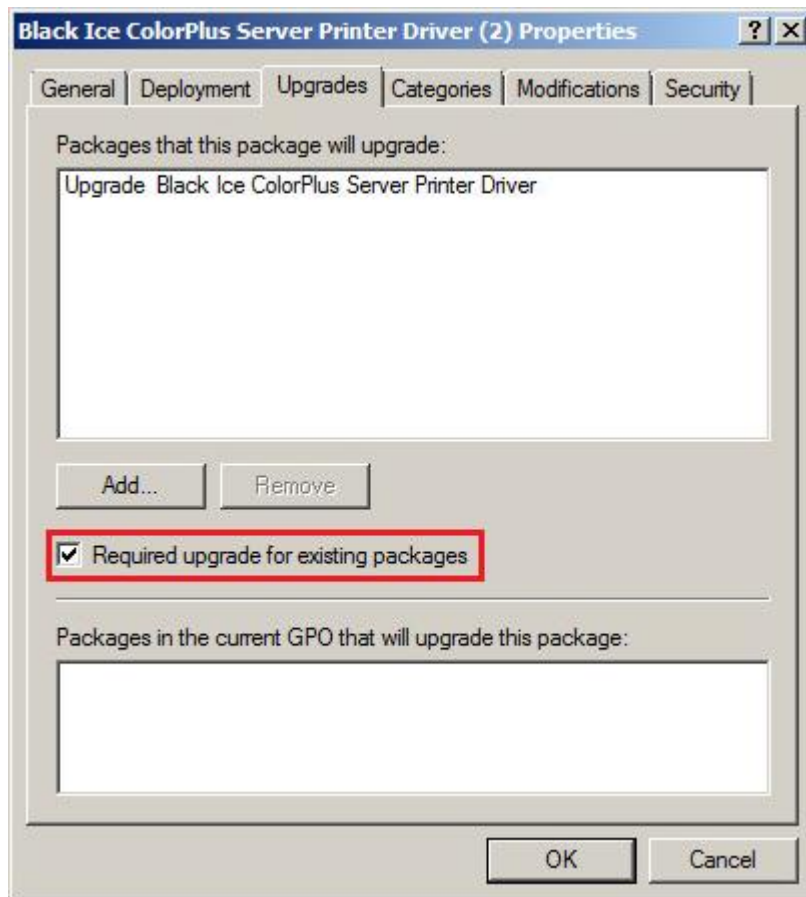 Black Ice ColorPlus Server Printer Driver (2) Properties
General Deployment Upgrades Categories Modifications Security
Packages that this package will upgrade:
Upgrade Black Ice ColorPlus Server Printer Driver
Add... Remove
Required upgrade for existing packages
Packages in the current GPO that will upgrade this package:
OK Cancel